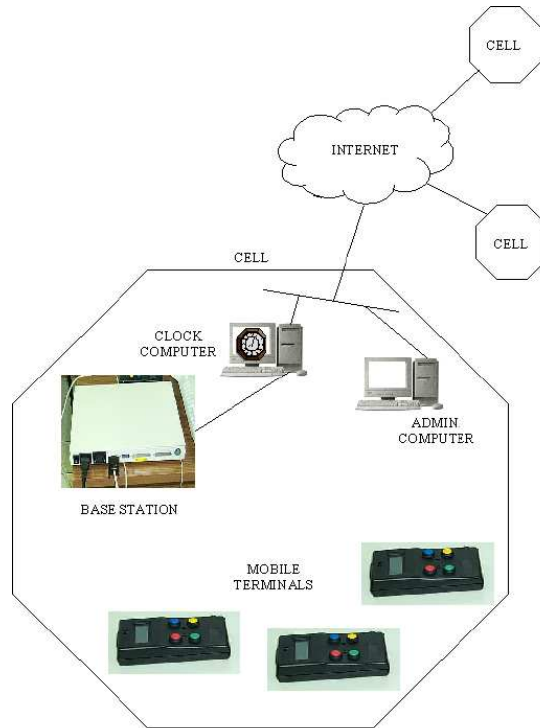 CELL
INTERNET
CELL
CELL
CLOCK
COMPUTER
ADMIN
COMPUTER
BASE STATION
MOBILE
TERMINALS